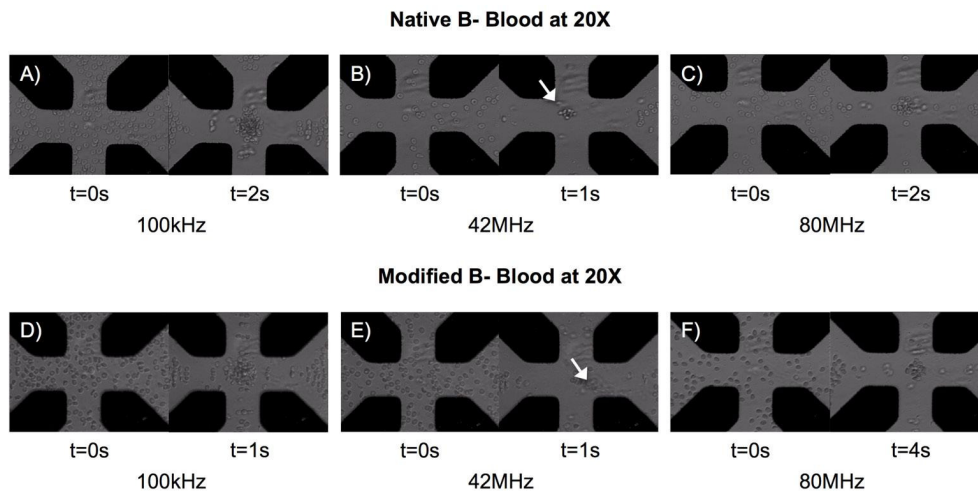 Native B- Blood at 20X
A) B) C)
t=0s t=2s t=0s t=1s t=0s t=2s
100kHz 42MHz 80MHz
Modified B- Blood at 20X
D) E) F)
t=0s t=1s t=0s t=1s t=0s t=4s
100kHz 42MHz 80MHz